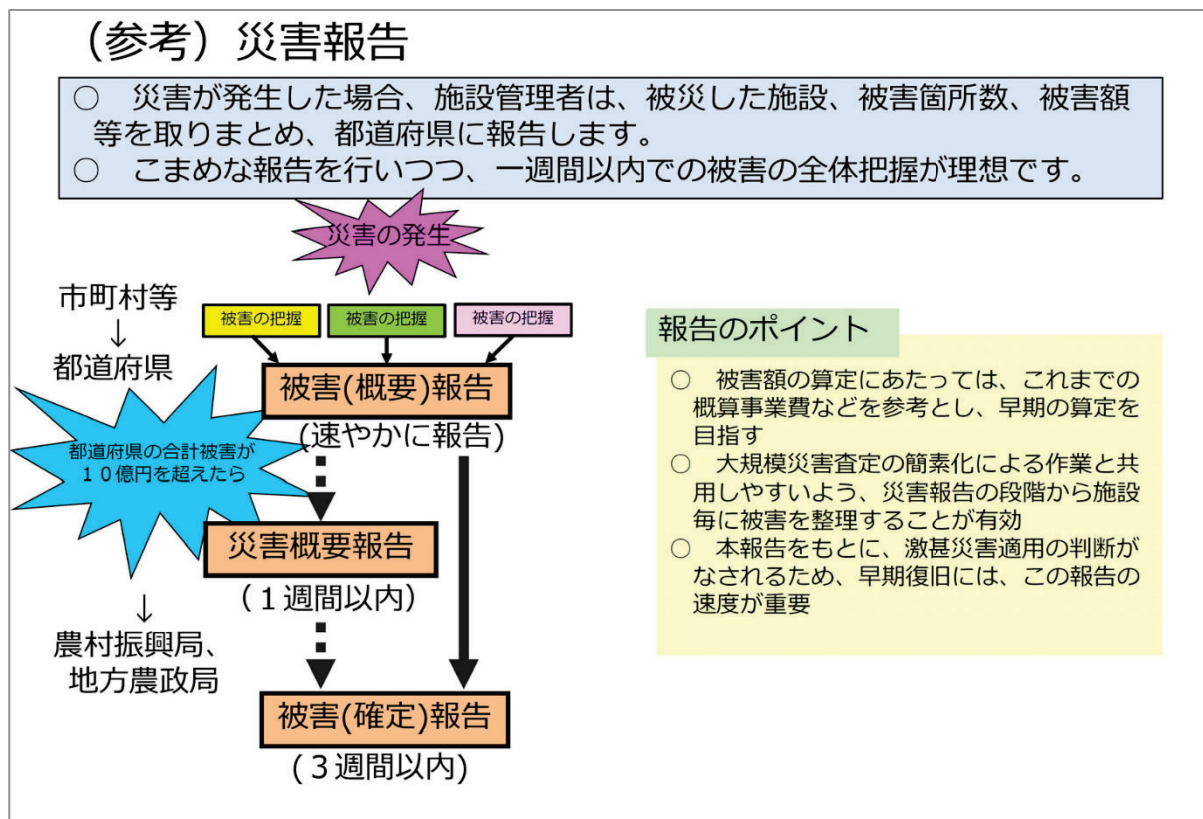 （参考）災害報告
○　災害が発生した場合、施設管理者は、被災した施設、被害箇所数、被害額
等を取りまとめ、都道府県に報告します。
○　こまめな報告を行いつつ、一週間以内での被害の全体把握が理想です。
災害の発生
市町村等
↓
都道府県
被害の把握
被害の把握
被害の把握
被害(概要)報告
(速やかに報告)
都道府県の合計被害が
１０億円を超えたら
災害概要報告
(１週間以内)
↓
農村振興局、
地方農政局
被害(確定)報告
(３週間以内)
報告のポイント
○　被害額の算定にあたっては、これまでの
概算事業費などを参考とし、早期の算定を
目指す
○　大規模災害査定の簡素化による作業と共
用しやすいよう、災害報告の段階から施設
毎に被害を整理することが有効
○　本報告をもとに、激甚災害適用の判断が
なされるため、早期復旧には、この報告の
速度が重要